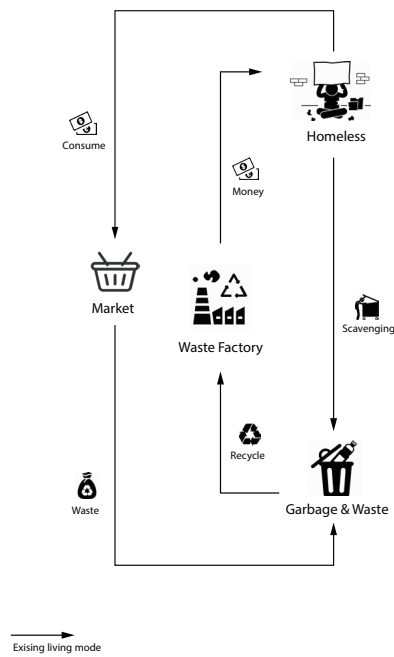 Homeless
Consume
Money
Market
Scavenging
Waste Factory
Recycle
Waste
Garbage & Waste
Exising living mode